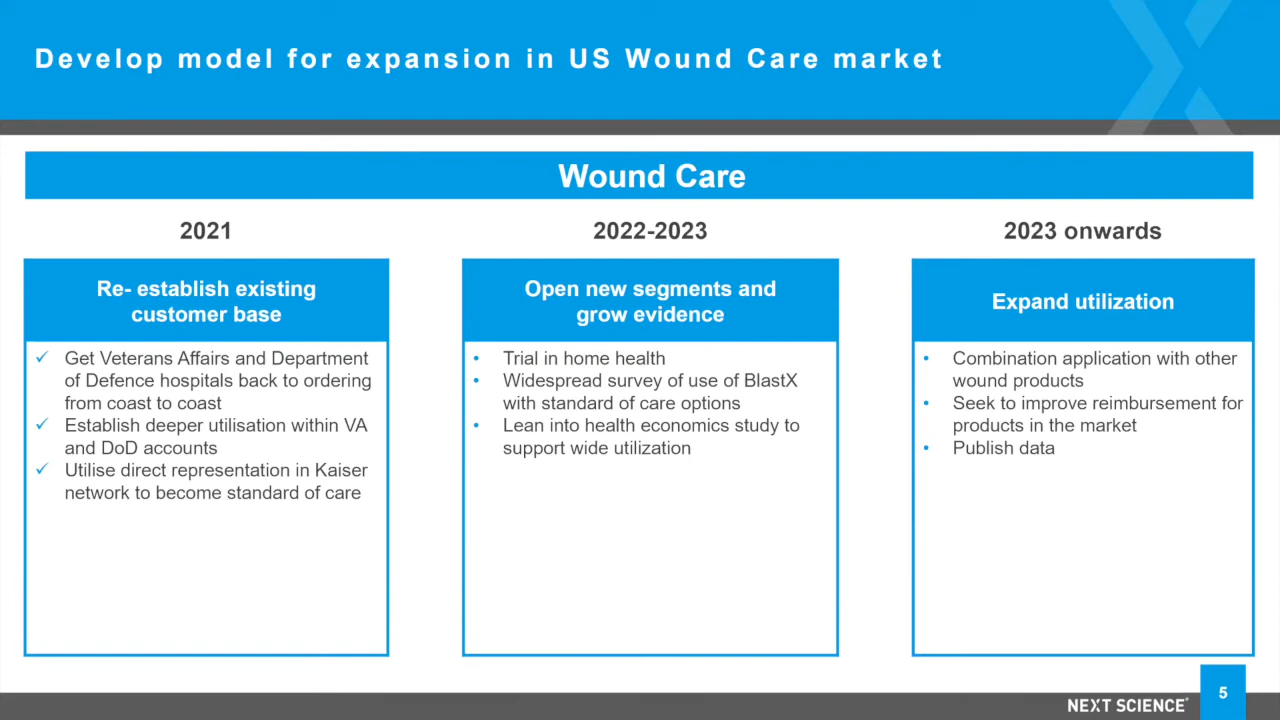 Develop model for expansion in US Wound Care market
Wound Care
2021
Re- establish existing
customer base
✓ Get Veterans Affairs and Department
of Defence hospitals back to ordering
from coast to coast
✓ Establish deeper utilisation within VA
and DoD accounts
✓ Utilise direct representation in Kaiser
network to become standard of care
2022-2023
Open new segments and
grow evidence
• Trial in home health
• Widespread survey of use of BlastX
with standard of care options
• Lean into health economics study to
support wide utilization
2023 onwards
Expand utilization
• Combination application with other
wound products
• Seek to improve reimbursement for
products in the market
• Publish data
NEXT SCIENCE
5